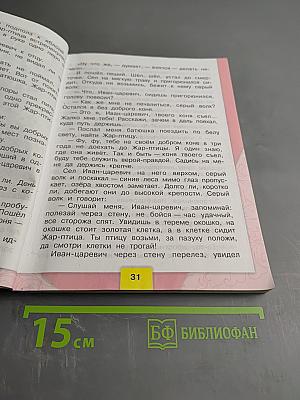 «Ну что же, — думает, — взялся — делать не-
И пошёл пеший. Шёл, шёл, устал до смер-
точки. Сел на мягкую траву и пригорюнился си-
дит. Откуда ни возьмись, бежит к нему серый
волк:
— Что, Иван-царевич, сидишь пригорюнился,
голову повесил?
— Как же мне не печалиться, серый волк?
Остался я без доброго коня.
— Это я, Иван-царевич, твоего коня съел...
Жалко мне тебя! Расскажи, зачем в даль поехал,
куда путь держишь?
— Послал меня батюшка поездить по белу
свету, найти Жар-птицу.
— Фу, фу, тебе на своём добром коне в три
года не доехать до Жар-птицы. Я один знаю,
где она живёт. Так и быть — коня твоего съел,
буду тебе служить верой-правдой. Садись на ме-
ня да держись крепче.
Сел Иван-царевич на него верхом, серый
волк и поскакал — синие леса мимо глаз пропус-
кает, озёра хвостом заметает. Долго ли, коротко
ли, добегают они до высокой крепости. Серый
волк и говорит:
— Слушай меня, Иван-царевич, запоминай:
полезай через стену, не бойся — час удачный,
все сторожа спят. Увидишь в тереме окошко, на
окошке стоит золотая клетка, а в клетке сидит
Жар-птица. Ты птицу возьми, за пазуху положи,
да смотри клетки не трогай!
Иван-царевич через стену перелез, увидел
31
15 см
БФ БИБЛИОФАН